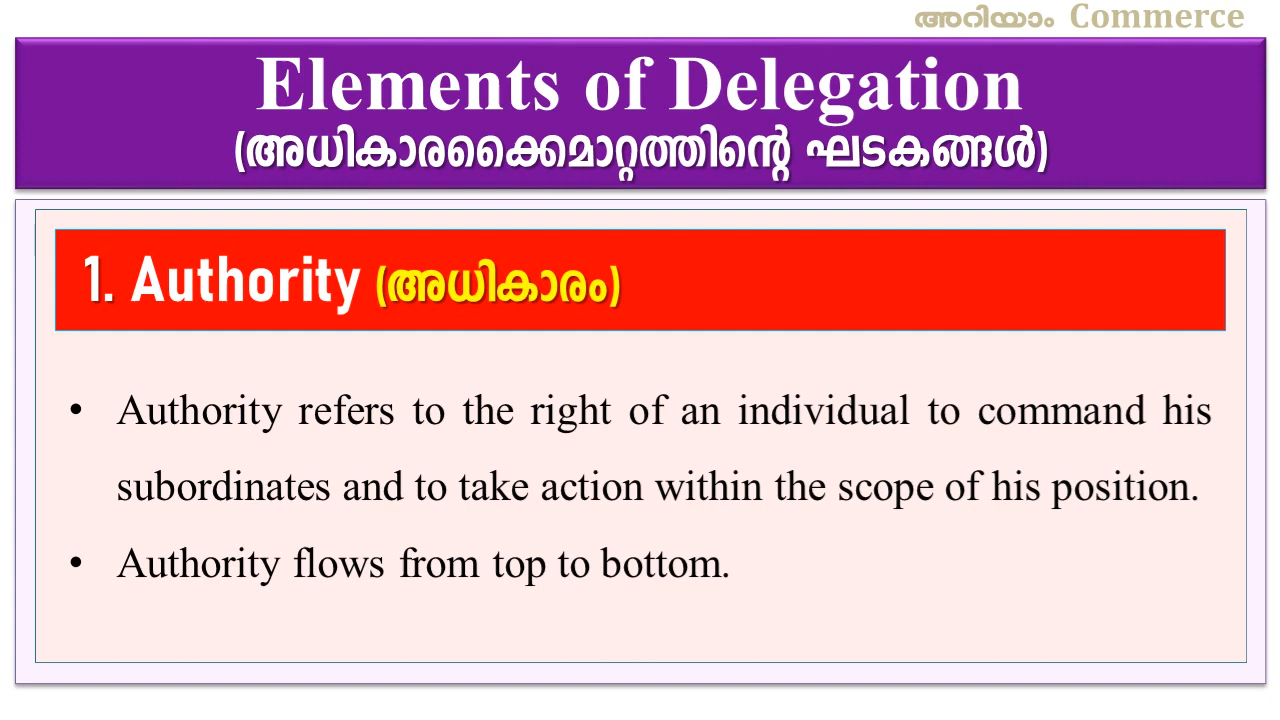 അറിയാം Commerce
Elements of Delegation
(അധികാരക്കൈമാറ്റത്തിന്റെ ഘടകങ്ങൾ)
1. Authority (അധികാരം)
• Authority refers to the right of an individual to command his
subordinates and to take action within the scope of his position.
• Authority flows from top to bottom.